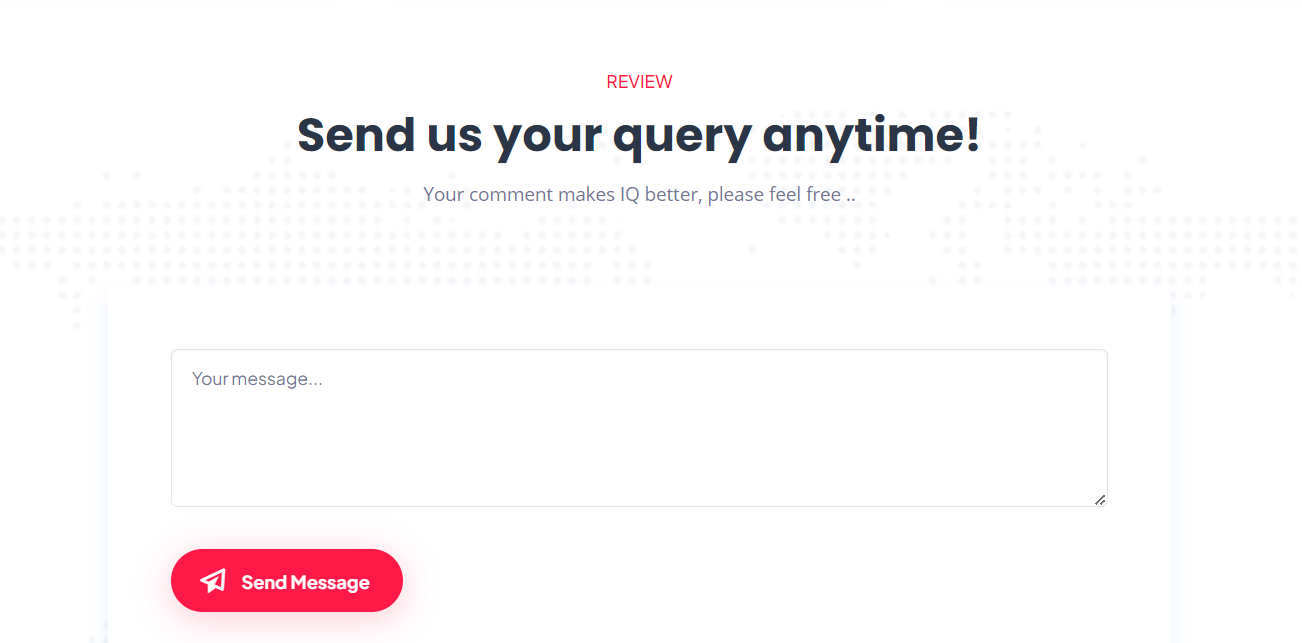 REVIEW
Send us your query anytime!
Your comment makes IQ better, please feel free ..
Your message...
Send Message